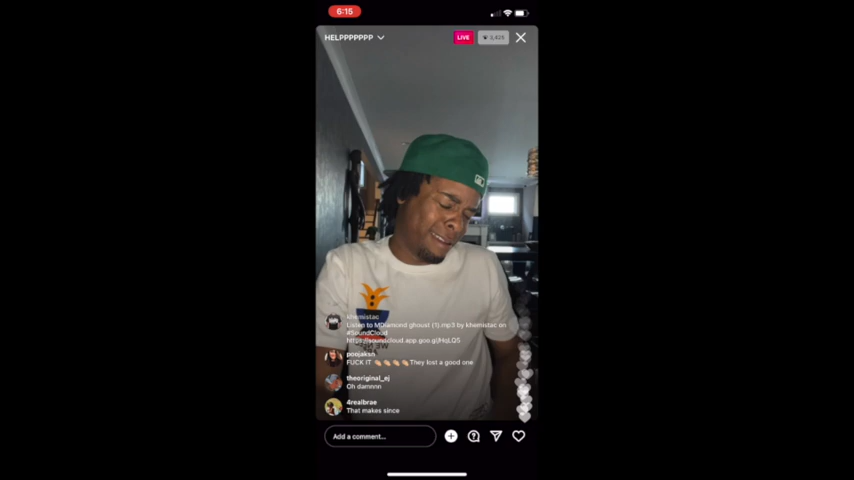 6:15
HELPPPPPPP
LIVE
khemistac
Listen to MDiamond ghoust (1).mp3 by khemistac on
#SoundCloud
poojaksn
FUCK IT 👏🏼👏🏼👏🏼👏🏼They lost a good one
theoriginal_ej
Oh damnnn
4realbrae
That makes since
Add a comment...